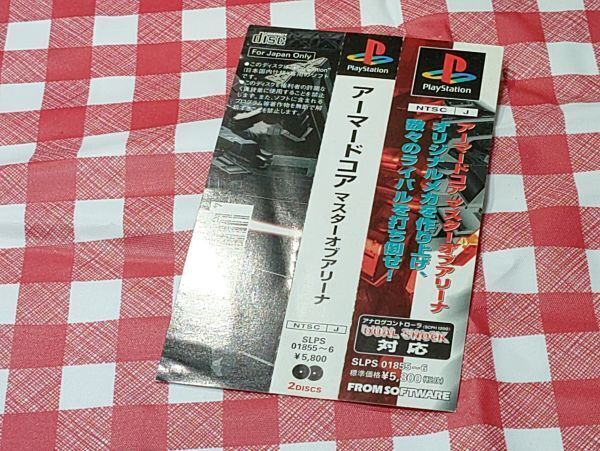 disc
For Japan Only
PlayStation
アーマードコア マスターオブアリーナ
NTSC J
SLPS
01855～6
¥5,800
2DISCS
PlayStation
NTSC J
アーマードコア マスターオブアリーナ
オリジナルメカを作り上げ、
数々のライバルを打ち倒せ!
アナログコントローラ(SCPH 1200)
DUAL SHOCK
対応
SLPS 01855～6
標準価格¥5,800(税別)
FROM SOFTWARE